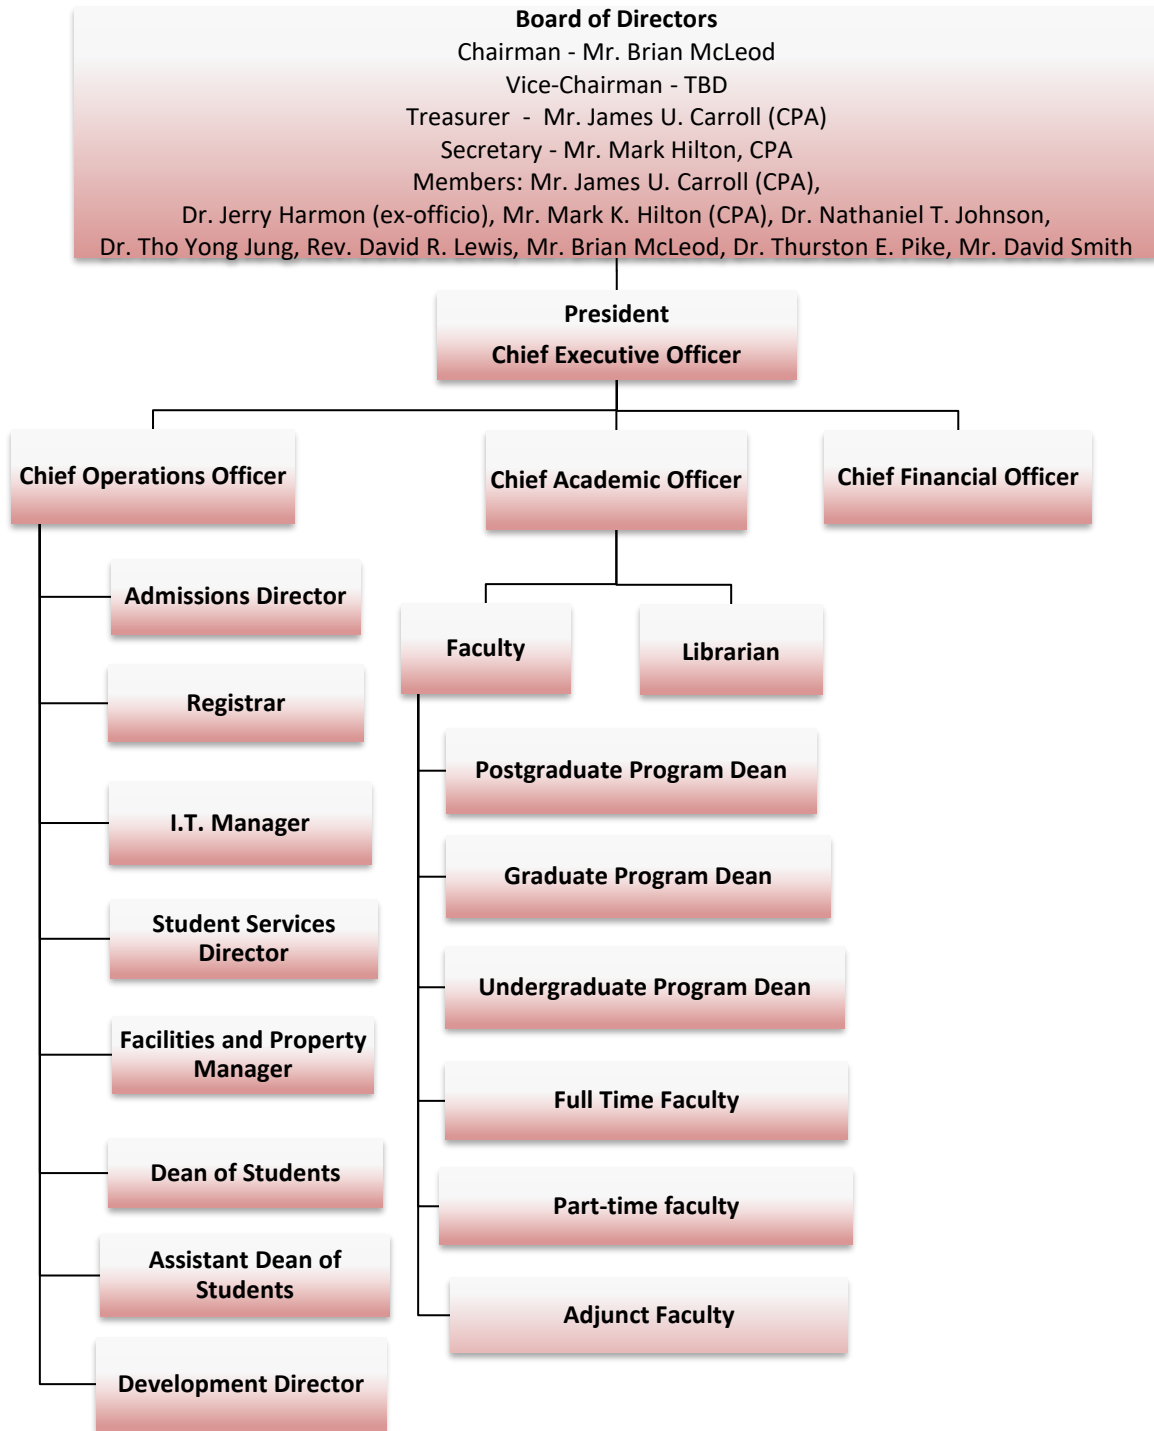 Board of Directors
Chairman - Mr. Brian McLeod
Vice-Chairman - TBD
Treasurer - Mr. James U. Carroll (CPA)
Secretary - Mr. Mark Hilton, CPA
Members: Mr. James U. Carroll (CPA),
Dr. Jerry Harmon (ex-officio), Mr. Mark K. Hilton (CPA), Dr. Nathaniel T. Johnson,
Dr. Tho Yong Jung, Rev. David R. Lewis, Mr. Brian McLeod, Dr. Thurston E. Pike, Mr. David Smith
President
Chief Executive Officer
Chief Operations Officer
Chief Academic Officer
Chief Financial Officer
Admissions Director
Registrar
I.T. Manager
Student Services
Director
Facilities and Property
Manager
Dean of Students
Assistant Dean of
Students
Development Director
Faculty
Librarian
Postgraduate Program Dean
Graduate Program Dean
Undergraduate Program Dean
Full Time Faculty
Part-time faculty
Adjunct Faculty